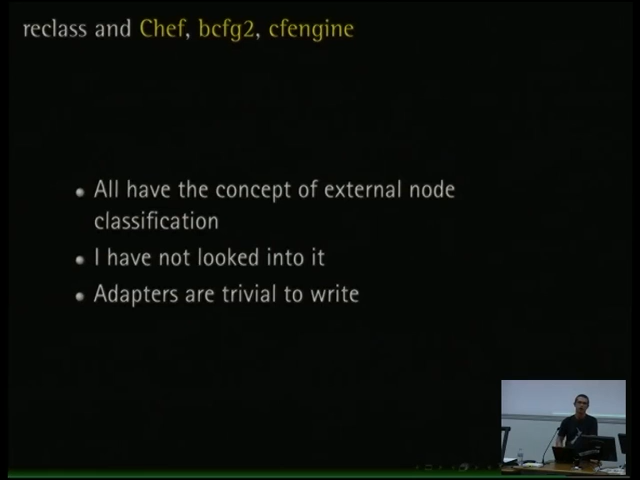 reclass and Chef, bcfg2, cfengine
• All have the concept of external node
classification
• I have not looked into it
• Adapters are trivial to write